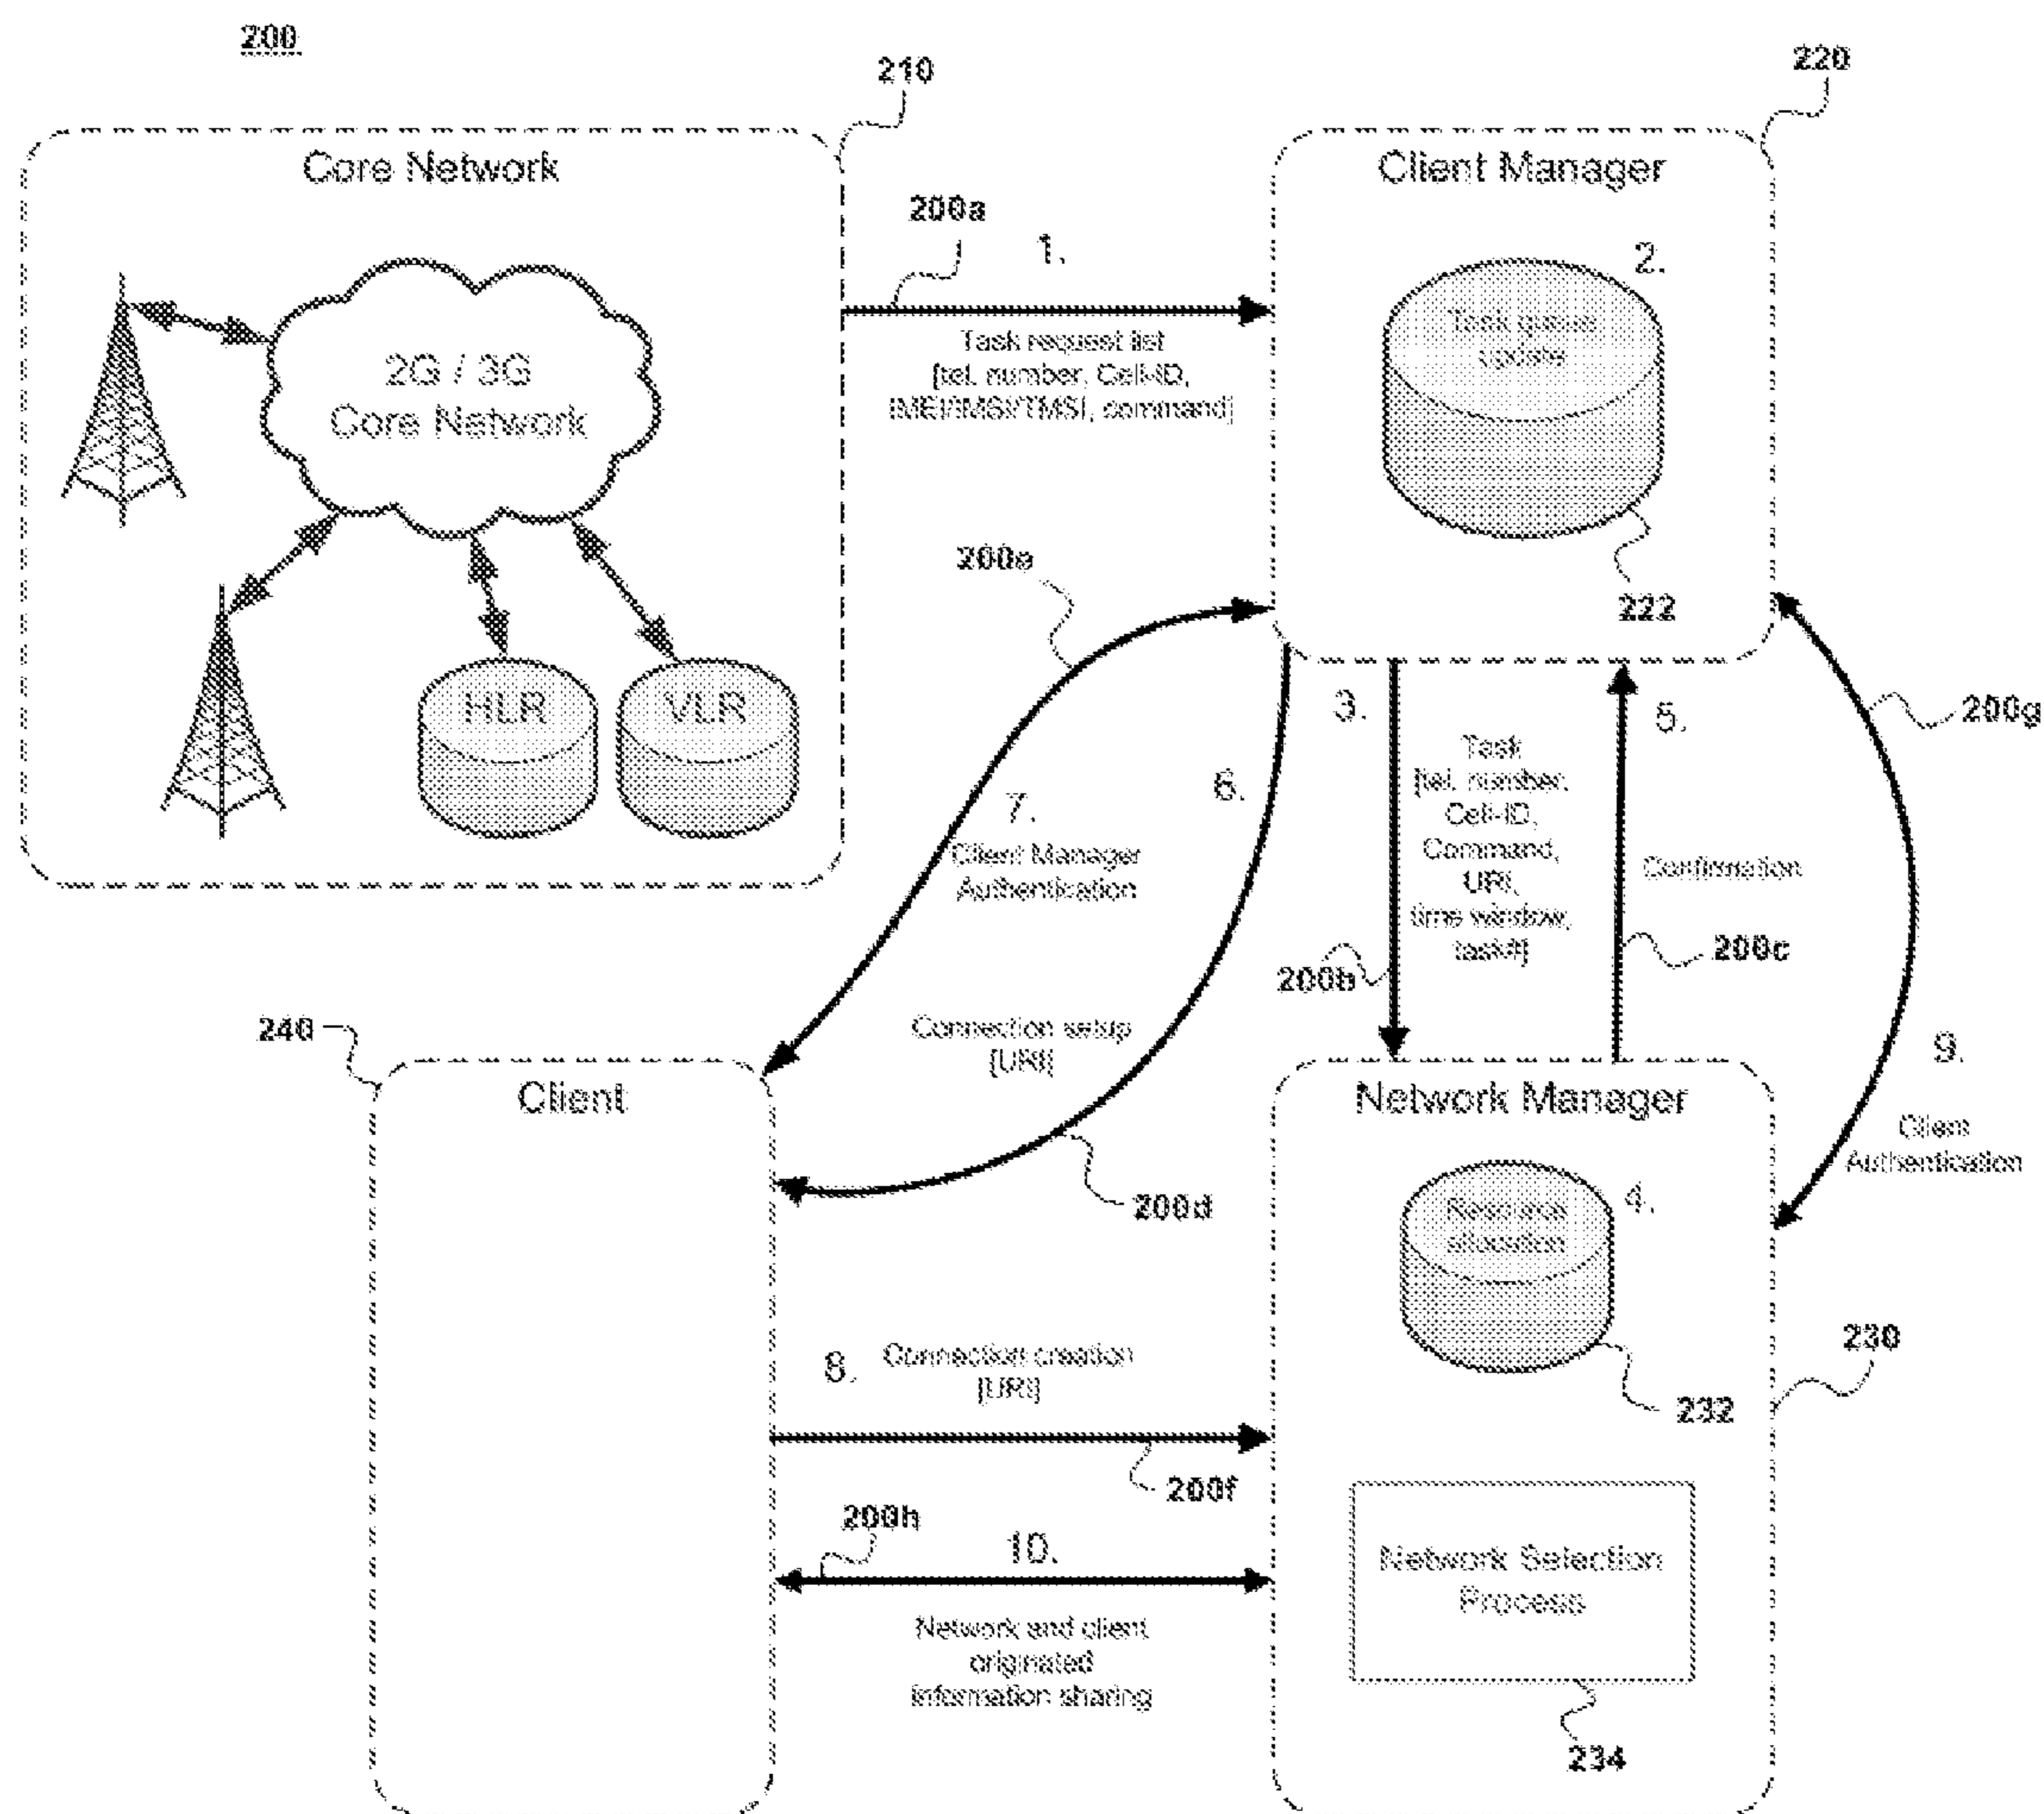 200
210
220
Core Network
Client Manager
200a
1.
2.
Task queue
update
Task request list
[tel. number, Cell-ID,
IMEI/IMSI/TMSI, command]
2G / 3G
Core Network
200e
222
HLR
VLR
3.
5.
200g
Task
[tel. number,
Cell-ID,
Command,
URI,
time window,
task#]
6.
7.
Client Manager
Authentication
Confirmation
200b
200c
240
Connection setup
[URI]
9.
Client
Network Manager
Client
Authentication
200d
Resource
allocation
4.
230
8.
Connection creation
[URI]
232
200f
200h
10.
Network Selection
Process
Network and client
originated
information sharing
234